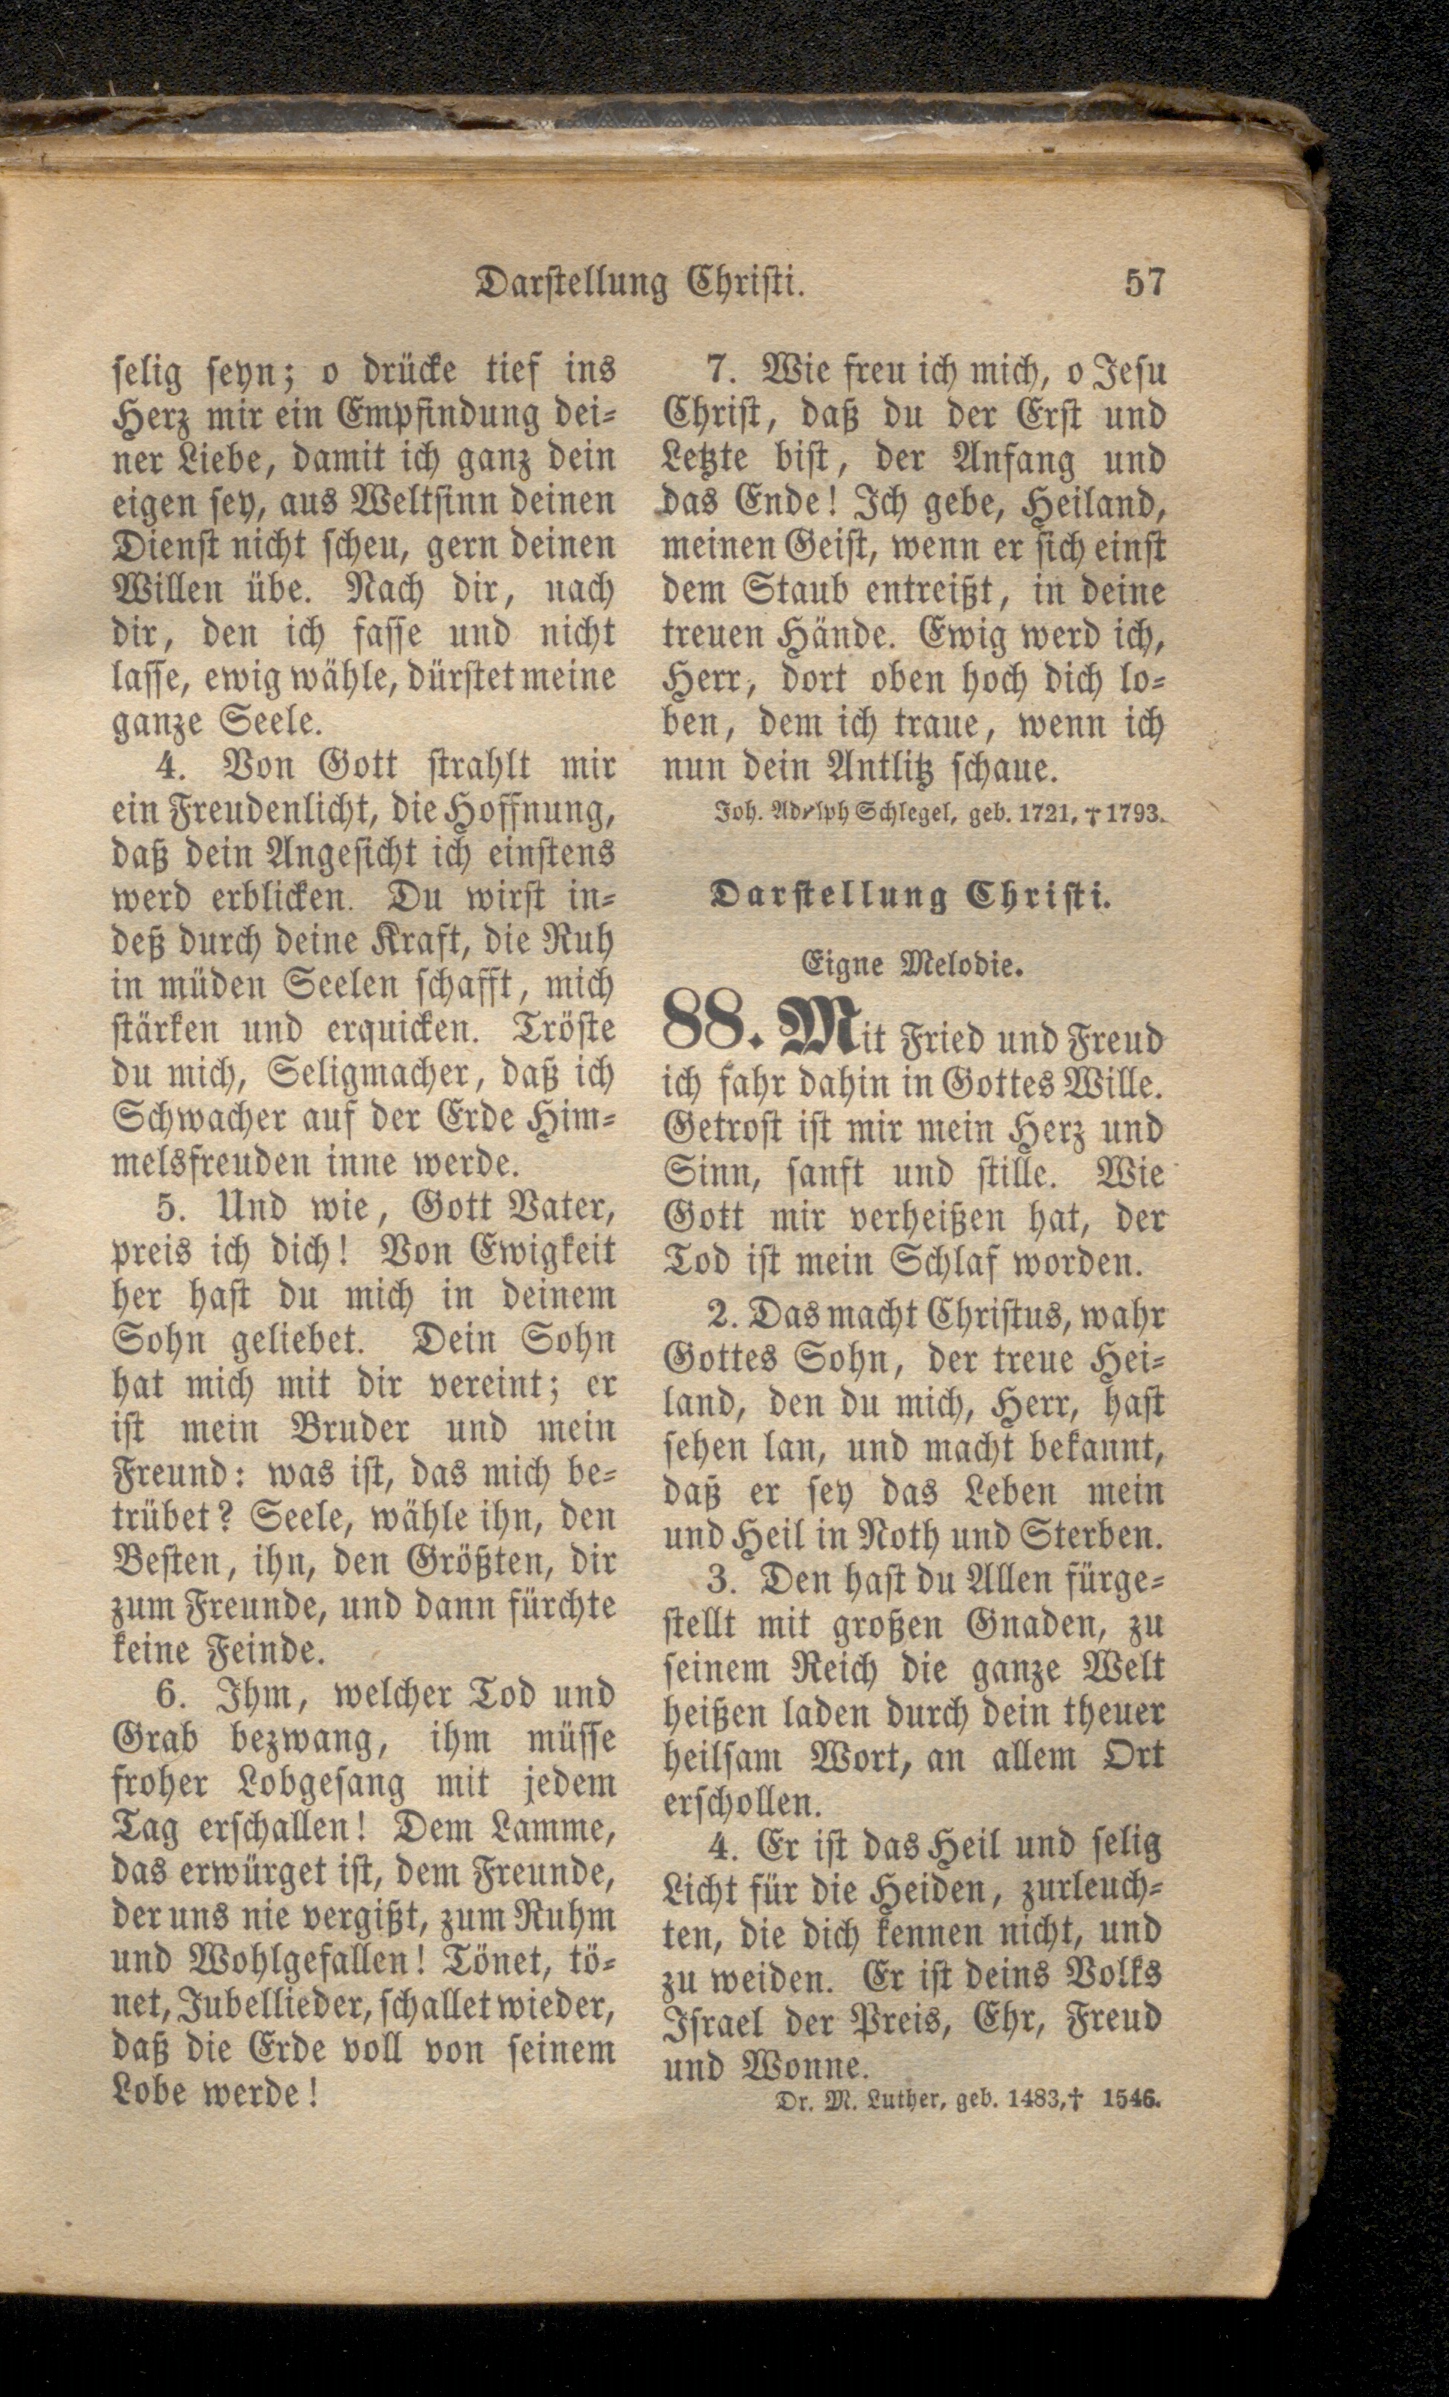 Darstellung Christi. 57
selig seyn; o drücke tief ins
Herz mir ein Empfindung dei-
ner Liebe, damit ich ganz dein
eigen sey, aus Weltsinn deinen
Dienst nicht scheu, gern deinen
Willen übe. Nach dir, nach
dir, den ich fasse und nicht
lasse, ewig wähle, dürstet meine
ganze Seele.
4. Von Gott strahlt mir
ein Freudenlicht, die Hoffnung,
daß dein Angesicht ich einstens
werd erblicken. Du wirst in-
deß durch deine Kraft, die Ruh
in müden Seelen schafft, mich
stärken und erquicken. Tröste
du mich, Seligmacher, daß ich
Schwacher auf der Erde Him-
melsfreuden inne werde.
5. Und wie, Gott Vater,
preis ich dich! Von Ewigkeit
her hast du mich in deinem
Sohn geliebet. Dein Sohn
hat mich mit dir vereint; er
ist mein Bruder und mein
Freund: was ist, das mich be-
trübet? Seele, wähle ihn, den
Besten, ihn, den Größten, dir
zum Freunde, und dann fürchte
keine Feinde.
6. Ihm, welcher Tod und
Grab bezwang, ihm müsse
froher Lobgesang mit jedem
Tag erschallen! Dem Lamme,
das erwürget ist, dem Freunde,
der uns nie vergißt, zum Ruhm
und Wohlgefallen! Tönet, tö-
net, Jubellieder, schallet wieder,
daß die Erde voll von seinem
Lobe werde!
7. Wie freu ich mich, o Jesu
Christ, daß du der Erst und
Letzte bist, der Anfang und
das Ende! Ich gebe, Heiland,
meinen Geist, wenn er sich einst
dem Staub entreißt, in deine
treuen Hände. Ewig werd ich,
Herr, dort oben hoch dich lo-
ben, dem ich traue, wenn ich
nun dein Antlitz schaue.
Joh. Adolph Schlegel, geb. 1721, † 1793.
Darstellung Christi.
Eigne Melodie.
88. Mit Fried und Freud
ich fahr dahin in Gottes Wille.
Getrost ist mir mein Herz und
Sinn, sanft und stille. Wie
Gott mir verheißen hat, der
Tod ist mein Schlaf worden.
2. Das macht Christus, wahr
Gottes Sohn, der treue Hei-
land, den du mich, Herr, hast
sehen lan, und macht bekannt,
daß er sey das Leben mein
und Heil in Noth und Sterben.
3. Den hast du Allen fürge-
stellt mit großen Gnaden, zu
seinem Reich die ganze Welt
heißen laden durch dein theuer
heilsam Wort, an allem Ort
erschollen.
4. Er ist das Heil und selig
Licht für die Heiden, zurleuch-
ten, die dich kennen nicht, und
zu weiden. Er ist deins Volks
Israel der Preis, Ehr, Freud
und Wonne.
Dr. M. Luther, geb. 1483,† 1546.